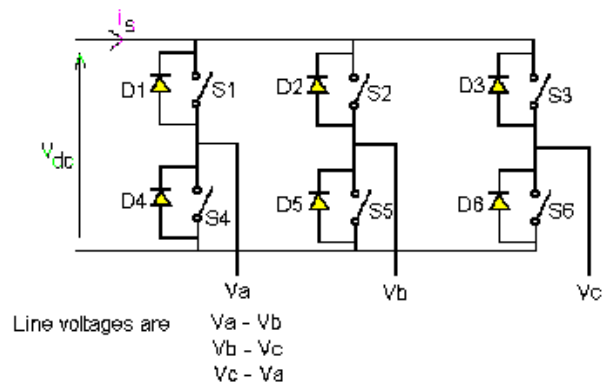 is
D1
S1
D2
S2
D3
S3
Vdc
D4
S4
D5
S5
D6
S6
Va
Vb
Vc
Line voltages are Va - Vb
Vb - Vc
Vc - Va